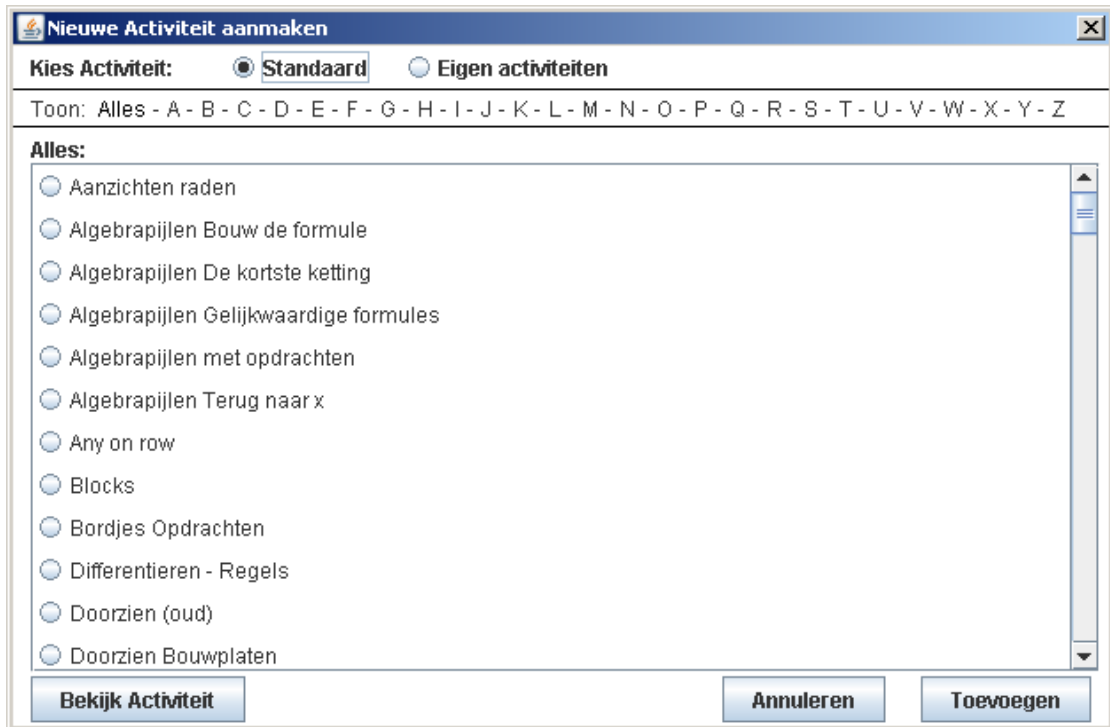 Nieuwe Activiteit aanmaken
Kies Activiteit: Standaard Eigen activiteiten
Toon: Alles - A - B - C - D - E - F - G - H - I - J - K - L - M - N - O - P - Q - R - S - T - U - V - W - X - Y - Z
Alles:
Aanzichten raden
Algebrapijlen Bouw de formule
Algebrapijlen De kortste ketting
Algebrapijlen Gelijkwaardige formules
Algebrapijlen met opdrachten
Algebrapijlen Terug naar x
Any on row
Blocks
Bordjes Opdrachten
Differentieren - Regels
Doorzien (oud)
Doorzien Bouwplaten
Bekijk Activiteit Annuleren Toevoegen